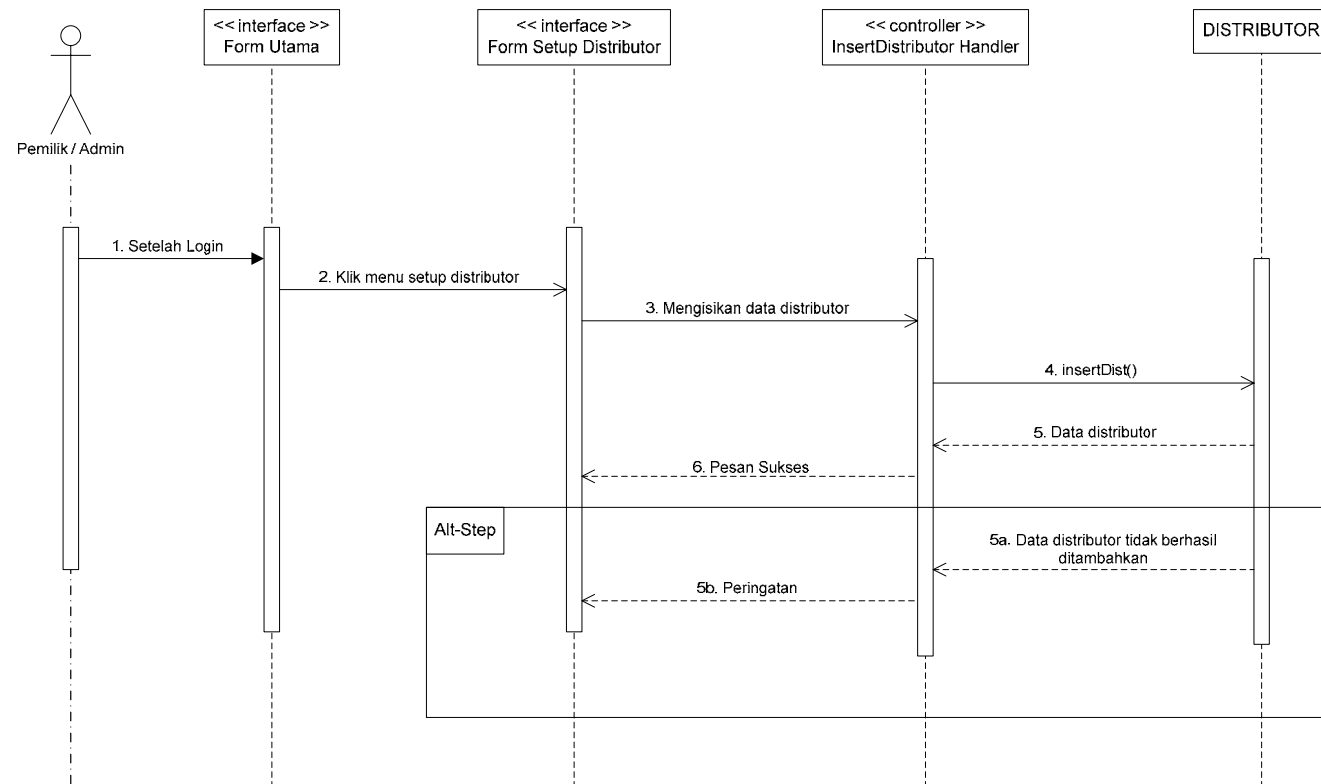 << interface >>
Form Utama
<< interface >>
Form Setup Distributor
<< controller >>
InsertDistributor Handler
DISTRIBUTOR
Pemilik / Admin
1. Setelah Login
2. Klik menu setup distributor
3. Mengisikan data distributor
4. insertDist()
5. Data distributor
6. Pesan Sukses
Alt-Step
5a. Data distributor tidak berhasil
ditambahkan
5b. Peringatan